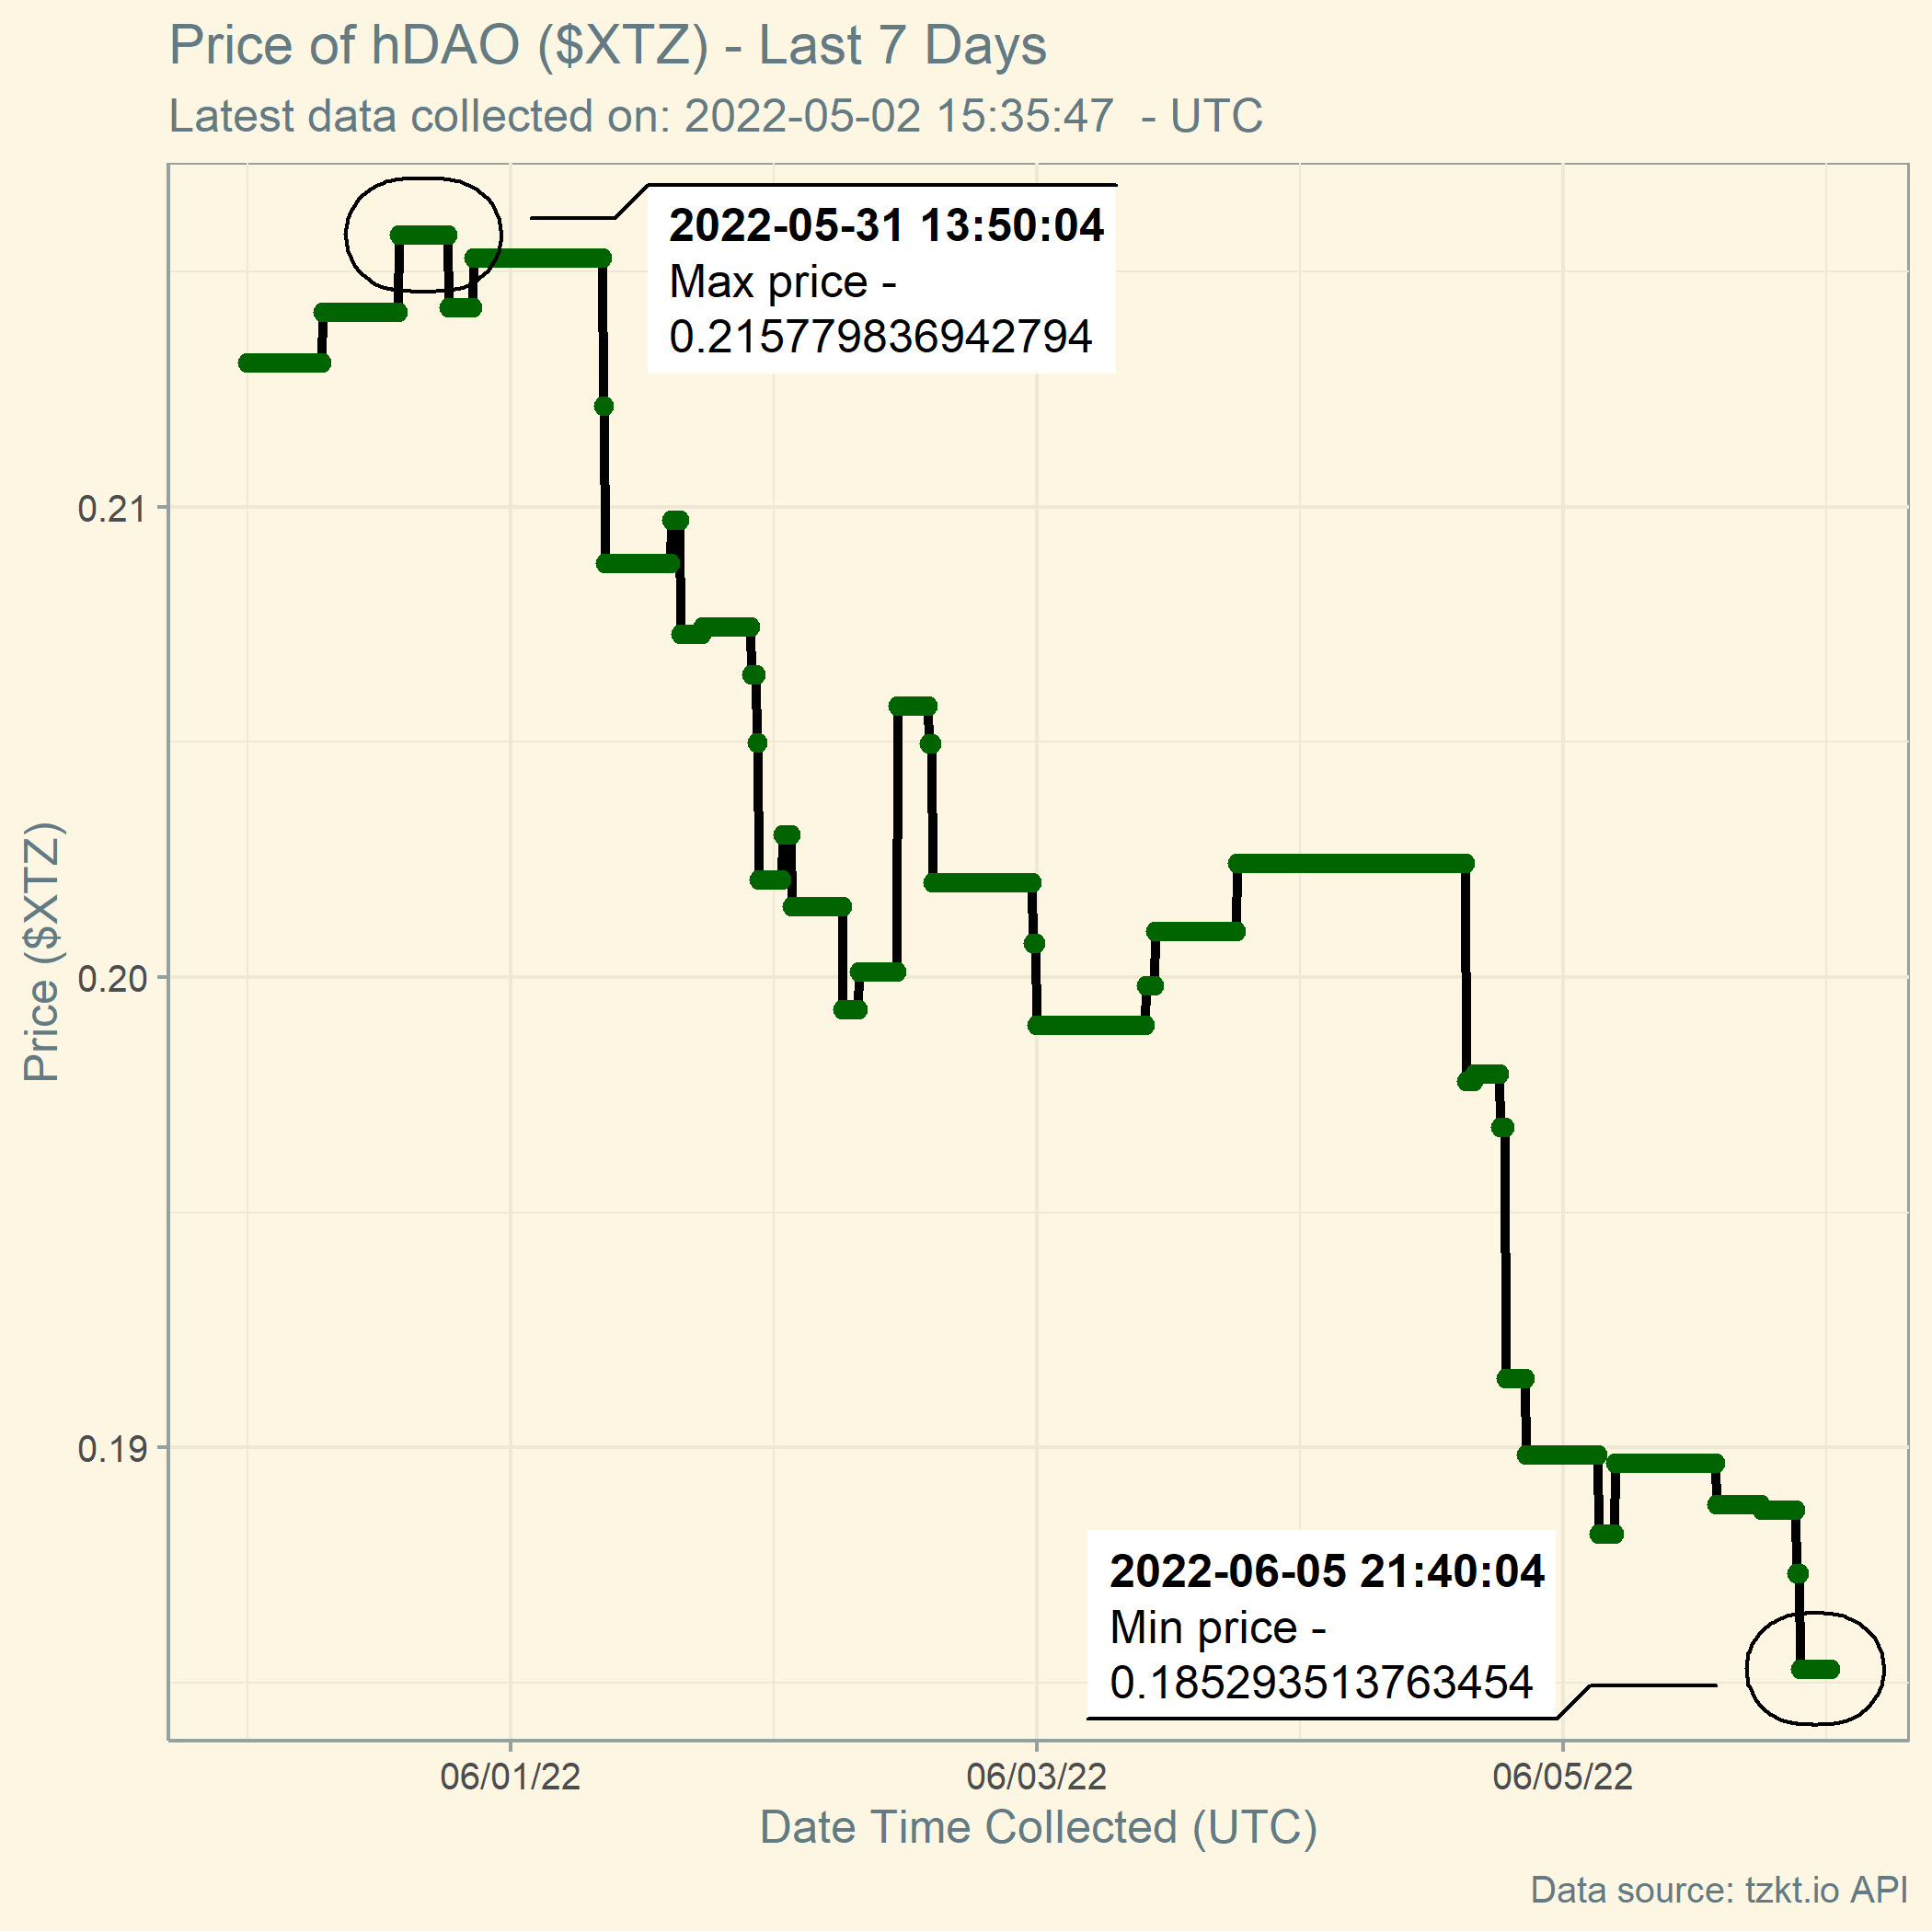 Price of hDAO ($XTZ) - Last 7 Days
Latest data collected on: 2022-05-02 15:35:47  - UTC
2022-05-31 13:50:04
Max price -
0.215779836942794
0.21
0.20
0.19
Price ($XTZ)
2022-06-05 21:40:04
Min price -
0.185293513763454
06/01/22
06/03/22
06/05/22
Date Time Collected (UTC)
Data source: tzkt.io API